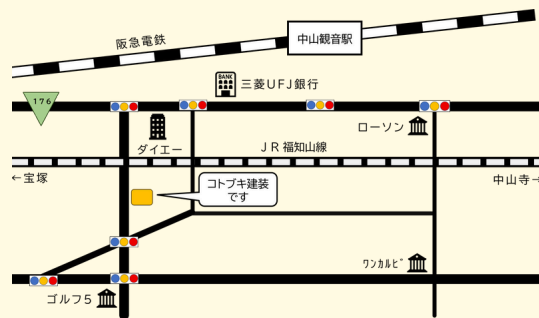 阪急電鉄
中山観音駅
BANK
三菱UFJ銀行
176
ローソン
ダイエー
JR福知山線
←宝塚
中山寺→
コトブキ建装
です
ﾜﾝｶﾙﾋﾞ
ゴルフ5